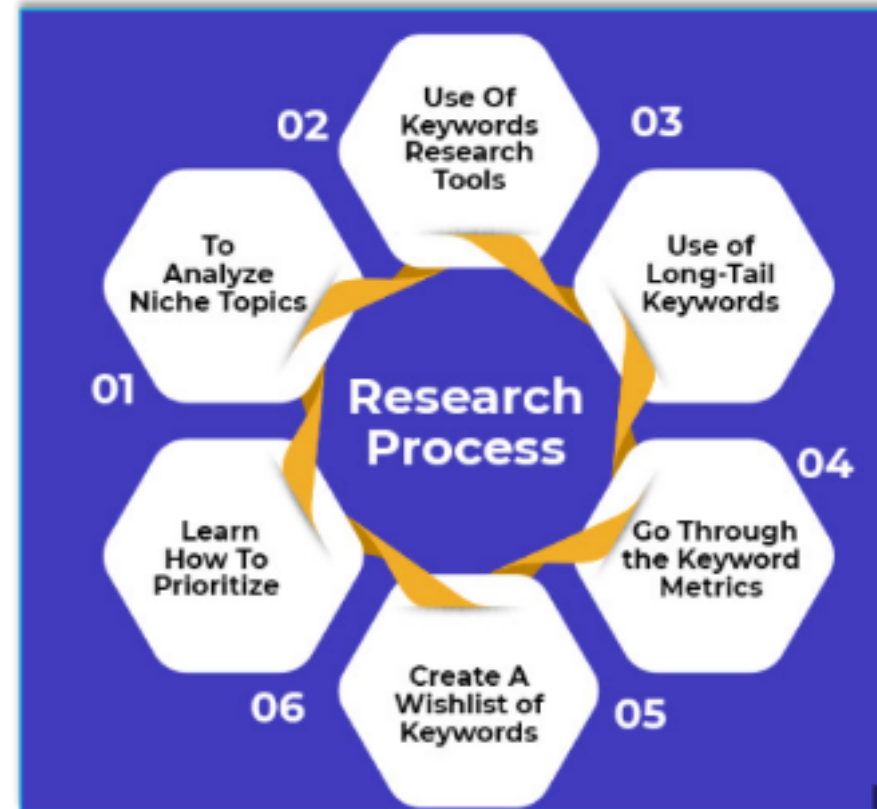 Research
Process
01
To
Analyze
Niche Topics
02
Use Of
Keywords
Research
Tools
03
Use of
Long-Tail
Keywords
04
Go Through
the Keyword
Metrics
05
Create A
Wishlist of
Keywords
06
Learn
How To
Prioritize